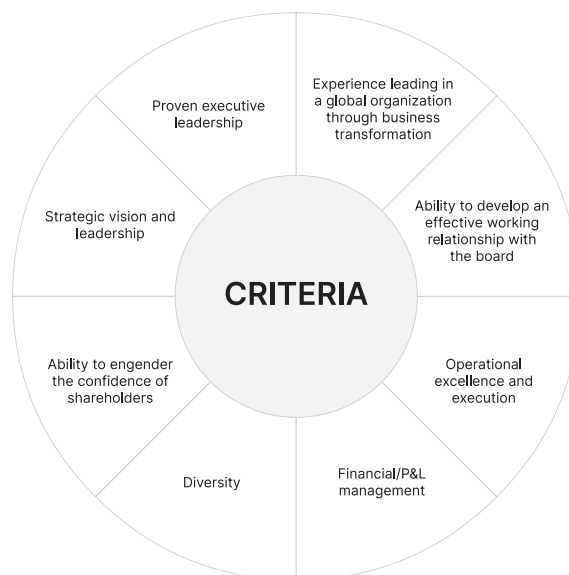 Proven executive
leadership
Experience leading in
a global organization
through business
transformation
Strategic vision and
leadership
Ability to develop an
effective working
relationship with
the board
CRITERIA
Ability to engender
the confidence of
shareholders
Operational
excellence and
execution
Diversity
Financial/P&L
management